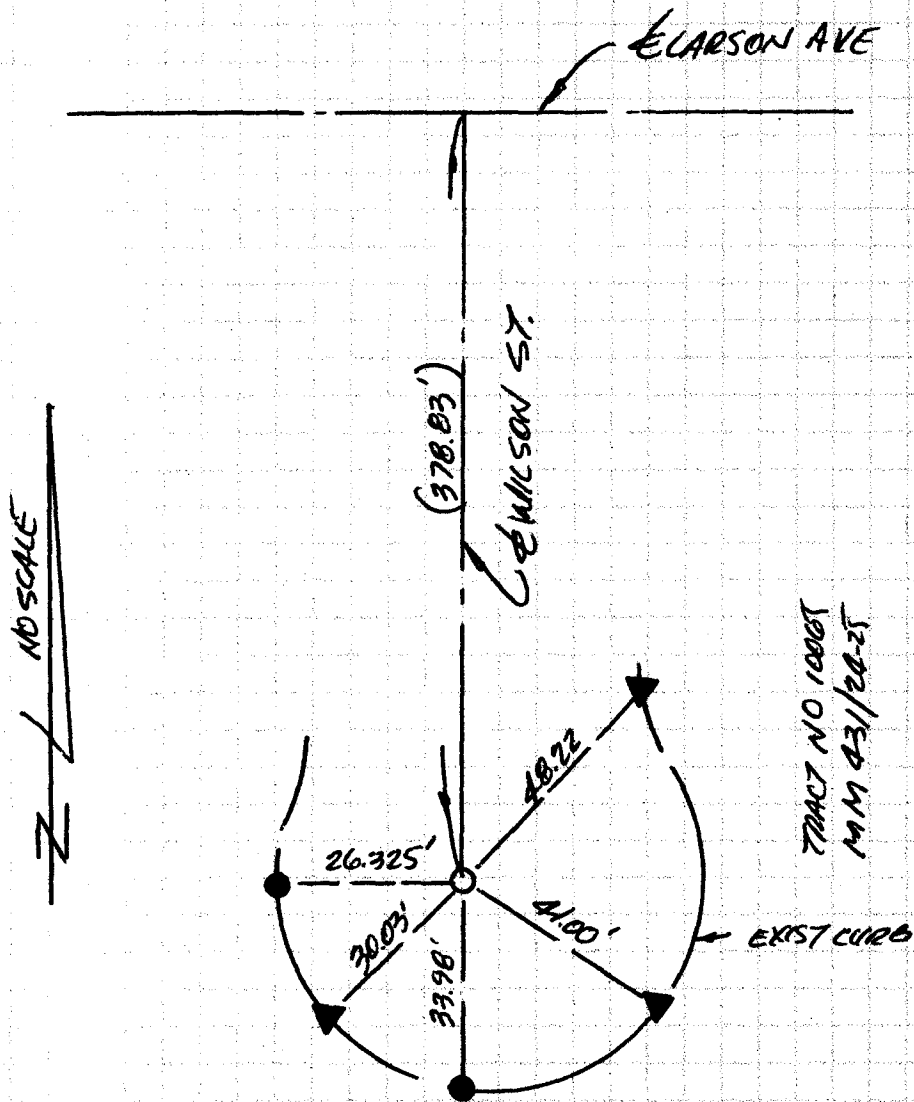 ℄ LARSON AVE
(378.83')
℄ WILSON ST.
NO SCALE
N
48.22
TRACT NO 10065
MM 431/24-25
26.325'
30.03'
33.98'
41.00'
EXIST CURB